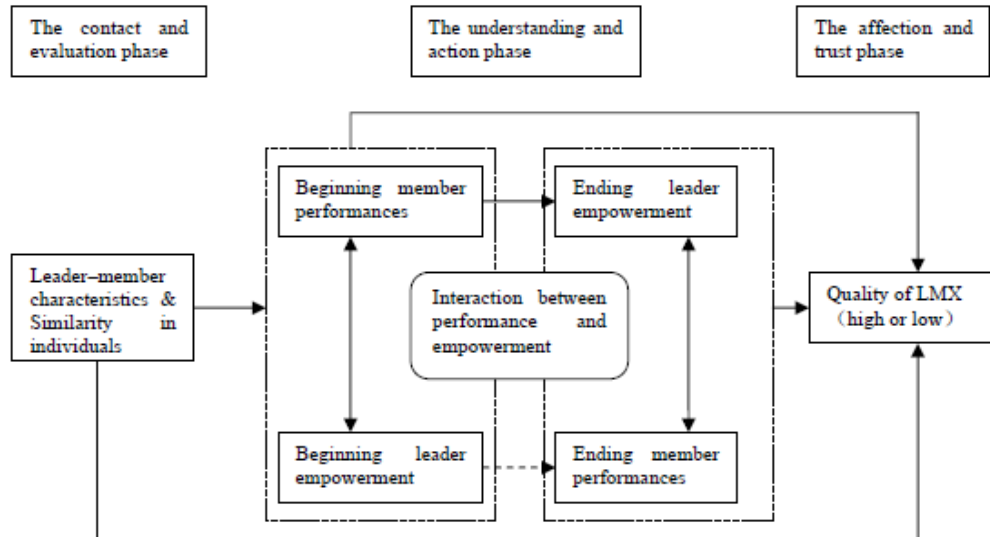 The contact and
evaluation phase
The understanding and
action phase
The affection and
trust phase
Beginning member
performances
Ending leader
empowerment
Leader–member
characteristics &
Similarity in
individuals
Interaction between
performance and
empowerment
Quality of LMX
（high or low）
Beginning leader
empowerment
Ending member
performances